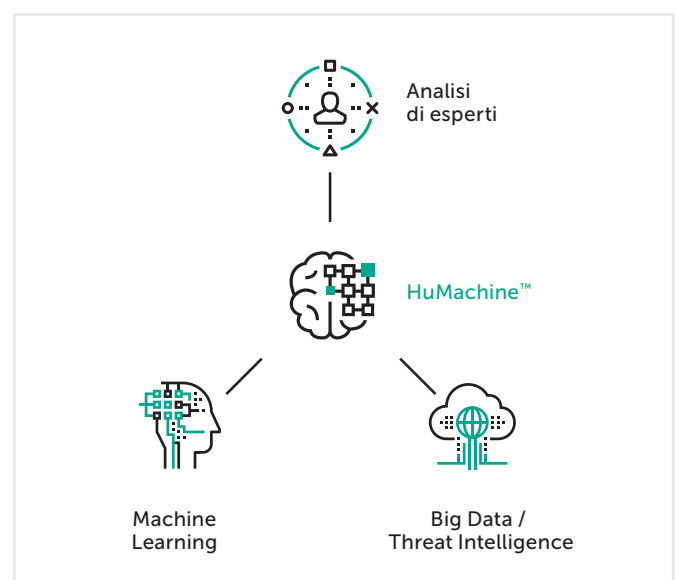 Analisi
di esperti
HuMachine™
Machine
Learning
Big Data /
Threat Intelligence